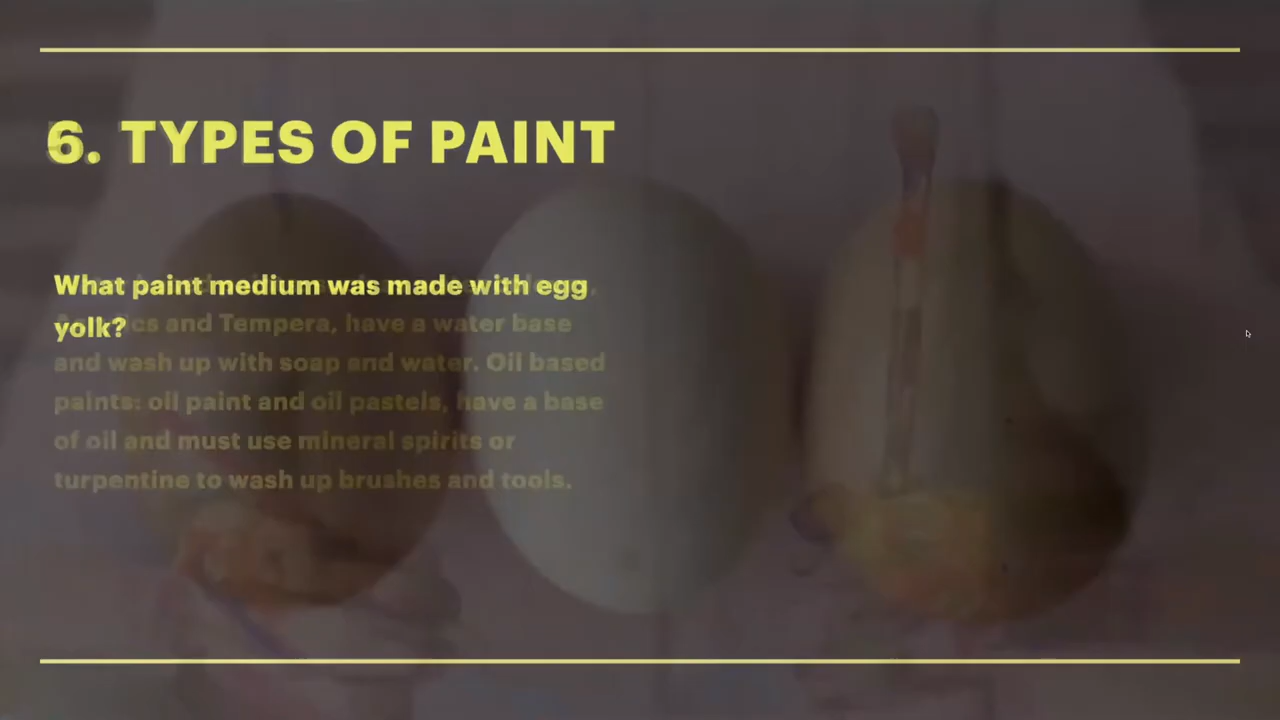 6. TYPES OF PAINT
What paint medium was made with egg
yolk?
and Tempera, have a water base
and wash up with soap and water. Oil based
paints: oil paint and oil pastels, have a base
of oil and must use mineral spirits or
turpentine to wash up brushes and tools.